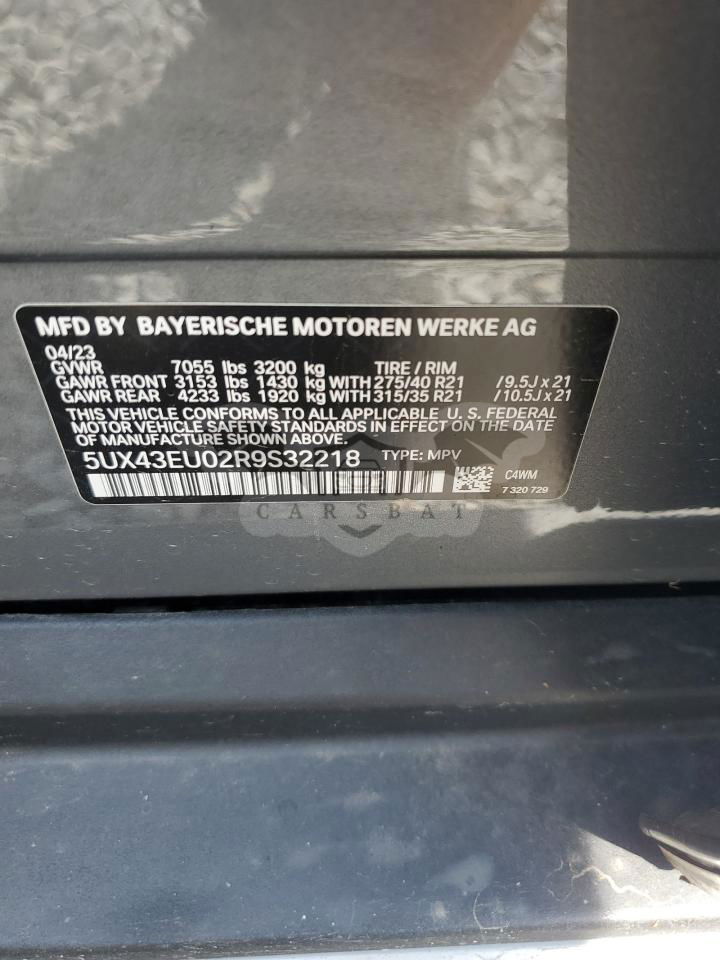 MFD BY BAYERISCHE MOTOREN WERKE AG
04/23
GVWR 7055 lbs 3200 kg TIRE / RIM
GAWR FRONT 3153 lbs 1430 kg WITH 275/40 R21 / 9.5J x 21
GAWR REAR 4233 lbs 1920 kg WITH 315/35 R21 / 10.5J x 21
THIS VEHICLE CONFORMS TO ALL APPLICABLE U. S. FEDERAL
MOTOR VEHICLE SAFETY STANDARDS IN EFFECT ON THE DATE
OF MANUFACTURE SHOWN ABOVE.
5UX43EU02R9S32218 TYPE: MPV
C4WM
7 320 729
CARSBAT